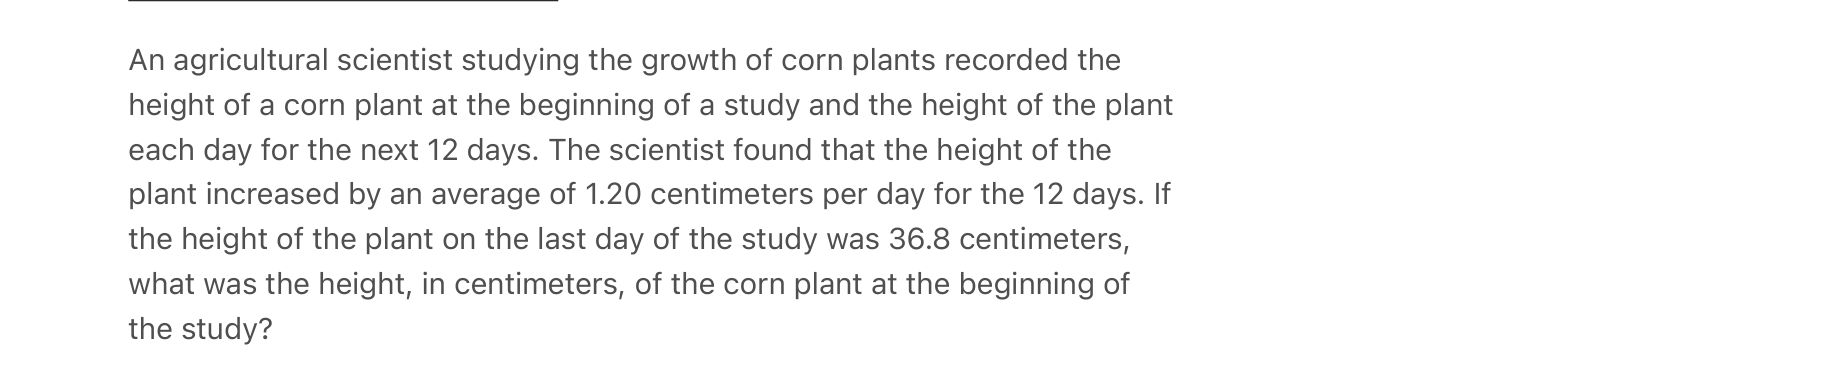 An agricultural scientist studying the growth of corn plants recorded the
height of a corn plant at the beginning of a study and the height of the plant
each day for the next 12 days. The scientist found that the height of the
plant increased by an average of 1.20 centimeters per day for the 12 days. If
the height of the plant on the last day of the study was 36.8 centimeters,
what was the height, in centimeters, of the corn plant at the beginning of
the study?